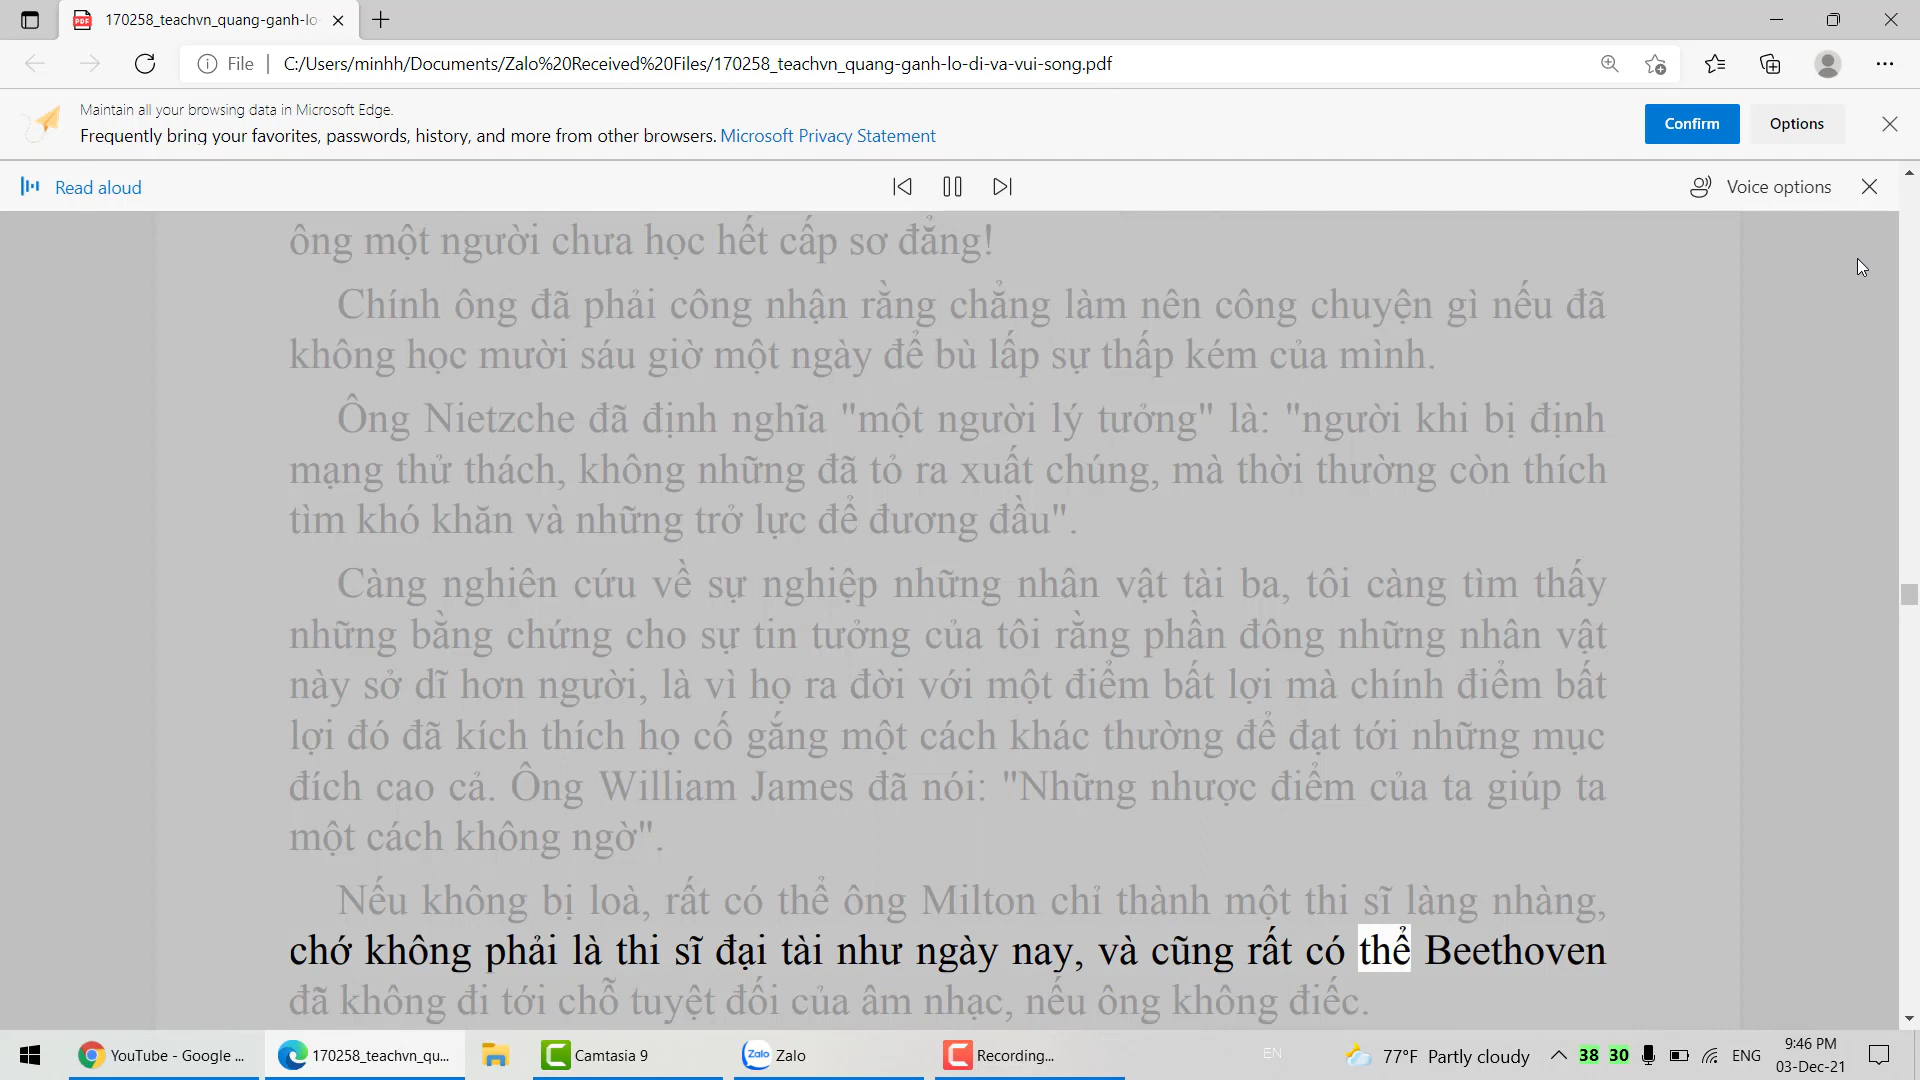 170258_teachvn_quang-ganh-lo
File
C:/Users/minhh/Documents/Zalo%20Received%20Files/170258_teachvn_quang-ganh-lo-di-va-vui-song.pdf
Maintain all your browsing data in Microsoft Edge.
Frequently bring your favorites, passwords, history, and more from other browsers. Microsoft Privacy Statement
Confirm
Options
Read aloud
Voice options
ông một người chưa học hết cấp sơ đẳng!
Chính ông đã phải công nhận rằng chẳng làm nên công chuyện gì nếu đã
không học mười sáu giờ một ngày để bù lấp sự thấp kém của mình.
Ông Nietzche đã định nghĩa "một người lý tưởng" là: "người khi bị định
mạng thử thách, không những đã tỏ ra xuất chúng, mà thời thường còn thích
tìm khó khăn và những trở lực để đương đầu".
Càng nghiên cứu về sự nghiệp những nhân vật tài ba, tôi càng tìm thấy
những bằng chứng cho sự tin tưởng của tôi rằng phần đông những nhân vật
này sở dĩ hơn người, là vì họ ra đời với một điểm bất lợi mà chính điểm bất
lợi đó đã kích thích họ cố gắng một cách khác thường để đạt tới những mục
đích cao cả. Ông William James đã nói: "Những nhược điểm của ta giúp ta
một cách không ngờ".
Nếu không bị loà, rất có thể ông Milton chỉ thành một thi sĩ làng nhàng,
chớ không phải là thi sĩ đại tài như ngày nay, và cũng rất có thể Beethoven
đã không đi tới chỗ tuyệt đối của âm nhạc, nếu ông không điếc.
YouTube - Google ...
170258_teachvn_qu...
Camtasia 9
Zalo
Zalo
Recording...
EN
77°F Partly cloudy
38
30
ENG
9:46 PM
03-Dec-21